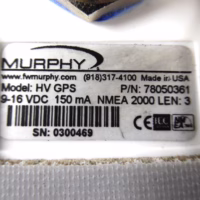 MURPHY
www.fwmurphy.com (918)317-4100 Made in USA
Model: HV GPS P/N: 78050361
9-16 VDC 150 mA NMEA 2000 LEN: 3
SN: 0300469